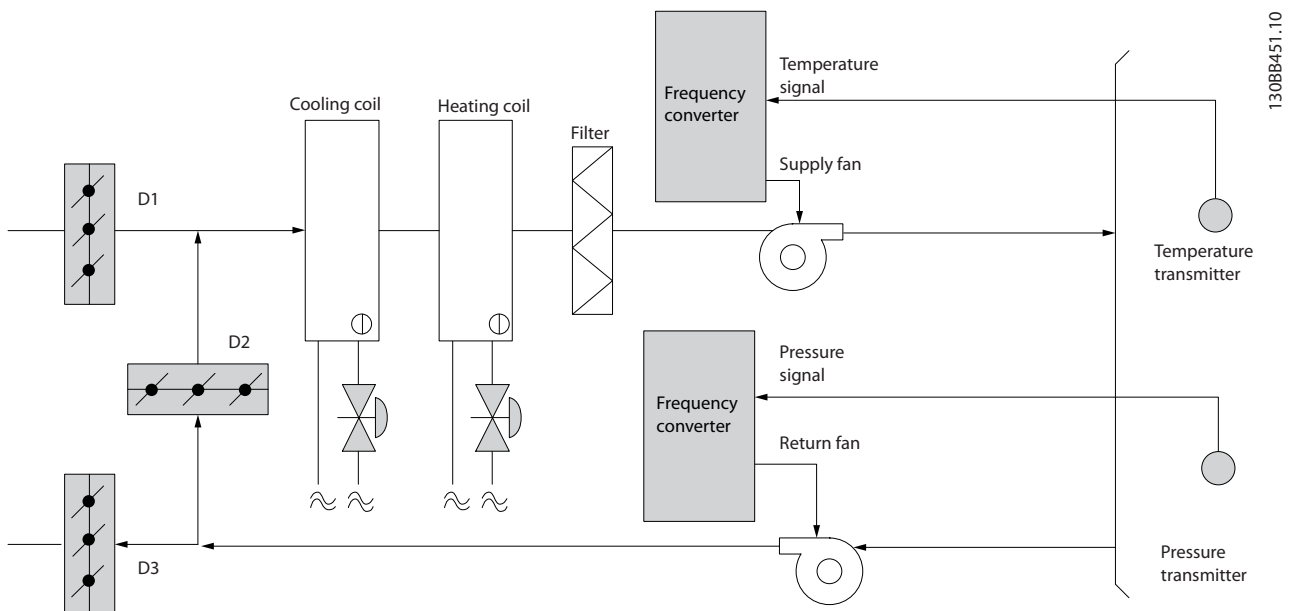 130BB451.10
Temperature
signal
Frequency
converter
Cooling coil
Heating coil
Filter
Supply fan
D1
Temperature
transmitter
D2
Pressure
signal
Frequency
converter
Return fan
D3
Pressure
transmitter